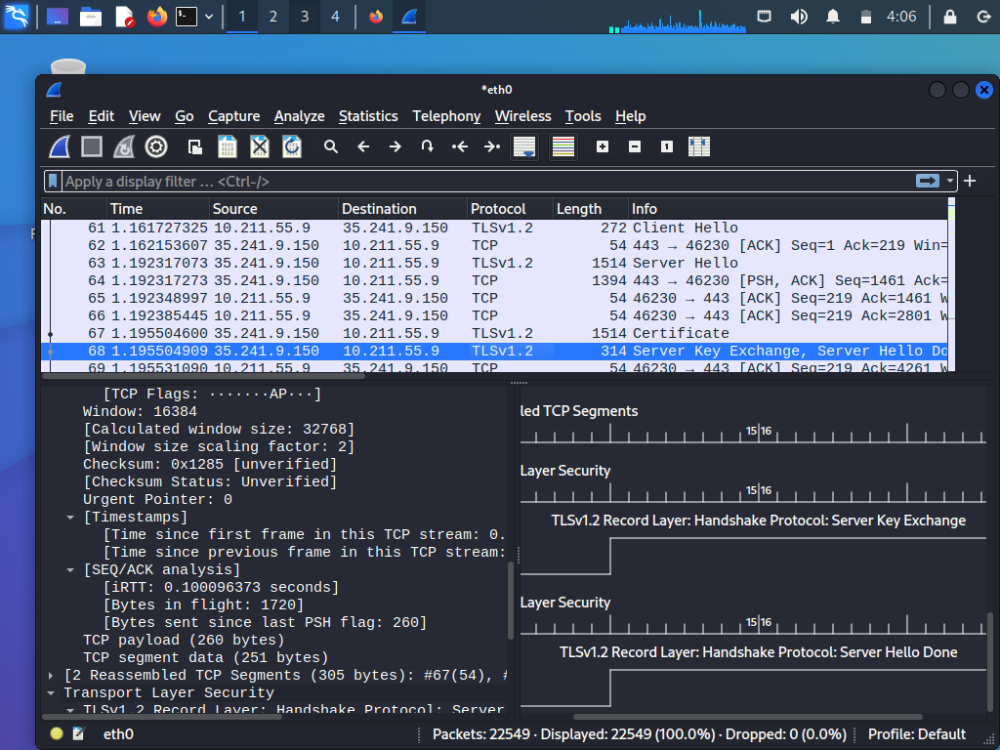 1 2 3 4 4:06
*eth0
File Edit View Go Capture Analyze Statistics Telephony Wireless Tools Help
Apply a display filter … <Ctrl-/>
No. Time Source Destination Protocol Length Info
61 1.161727325 10.211.55.9 35.241.9.150 TLSv1.2 272 Client Hello
62 1.162153607 35.241.9.150 10.211.55.9 TCP 54 443 → 46230 [ACK] Seq=1 Ack=219 Win=
63 1.192317073 35.241.9.150 10.211.55.9 TLSv1.2 1514 Server Hello
64 1.192317273 35.241.9.150 10.211.55.9 TCP 1394 443 → 46230 [PSH, ACK] Seq=1461 Ack=
65 1.192348997 10.211.55.9 35.241.9.150 TCP 54 46230 → 443 [ACK] Seq=219 Ack=1461 W
66 1.192385445 10.211.55.9 35.241.9.150 TCP 54 46230 → 443 [ACK] Seq=219 Ack=2801 W
67 1.195504600 35.241.9.150 10.211.55.9 TLSv1.2 1514 Certificate
68 1.195504909 35.241.9.150 10.211.55.9 TLSv1.2 314 Server Key Exchange, Server Hello Do
69 1.195531090 10.211.55.9 35.241.9.150 TCP 54 46230 → 443 [ACK] Seq=219 Ack=4261 W
[TCP Flags: ·······AP···]
Window: 16384
[Calculated window size: 32768]
[Window size scaling factor: 2]
Checksum: 0x1285 [unverified]
[Checksum Status: Unverified]
Urgent Pointer: 0
[Timestamps]
[Time since first frame in this TCP stream: 0.
[Time since previous frame in this TCP stream:
[SEQ/ACK analysis]
[iRTT: 0.100096373 seconds]
[Bytes in flight: 1720]
[Bytes sent since last PSH flag: 260]
TCP payload (260 bytes)
TCP segment data (251 bytes)
[2 Reassembled TCP Segments (305 bytes): #67(54), #
Transport Layer Security
TLSv1.2 Record Layer: Handshake Protocol: Server
led TCP Segments
15 16
Layer Security
15 16
TLSv1.2 Record Layer: Handshake Protocol: Server Key Exchange
Layer Security
15 16
TLSv1.2 Record Layer: Handshake Protocol: Server Hello Done
eth0 Packets: 22549 · Displayed: 22549 (100.0%) · Dropped: 0 (0.0%) Profile: Default